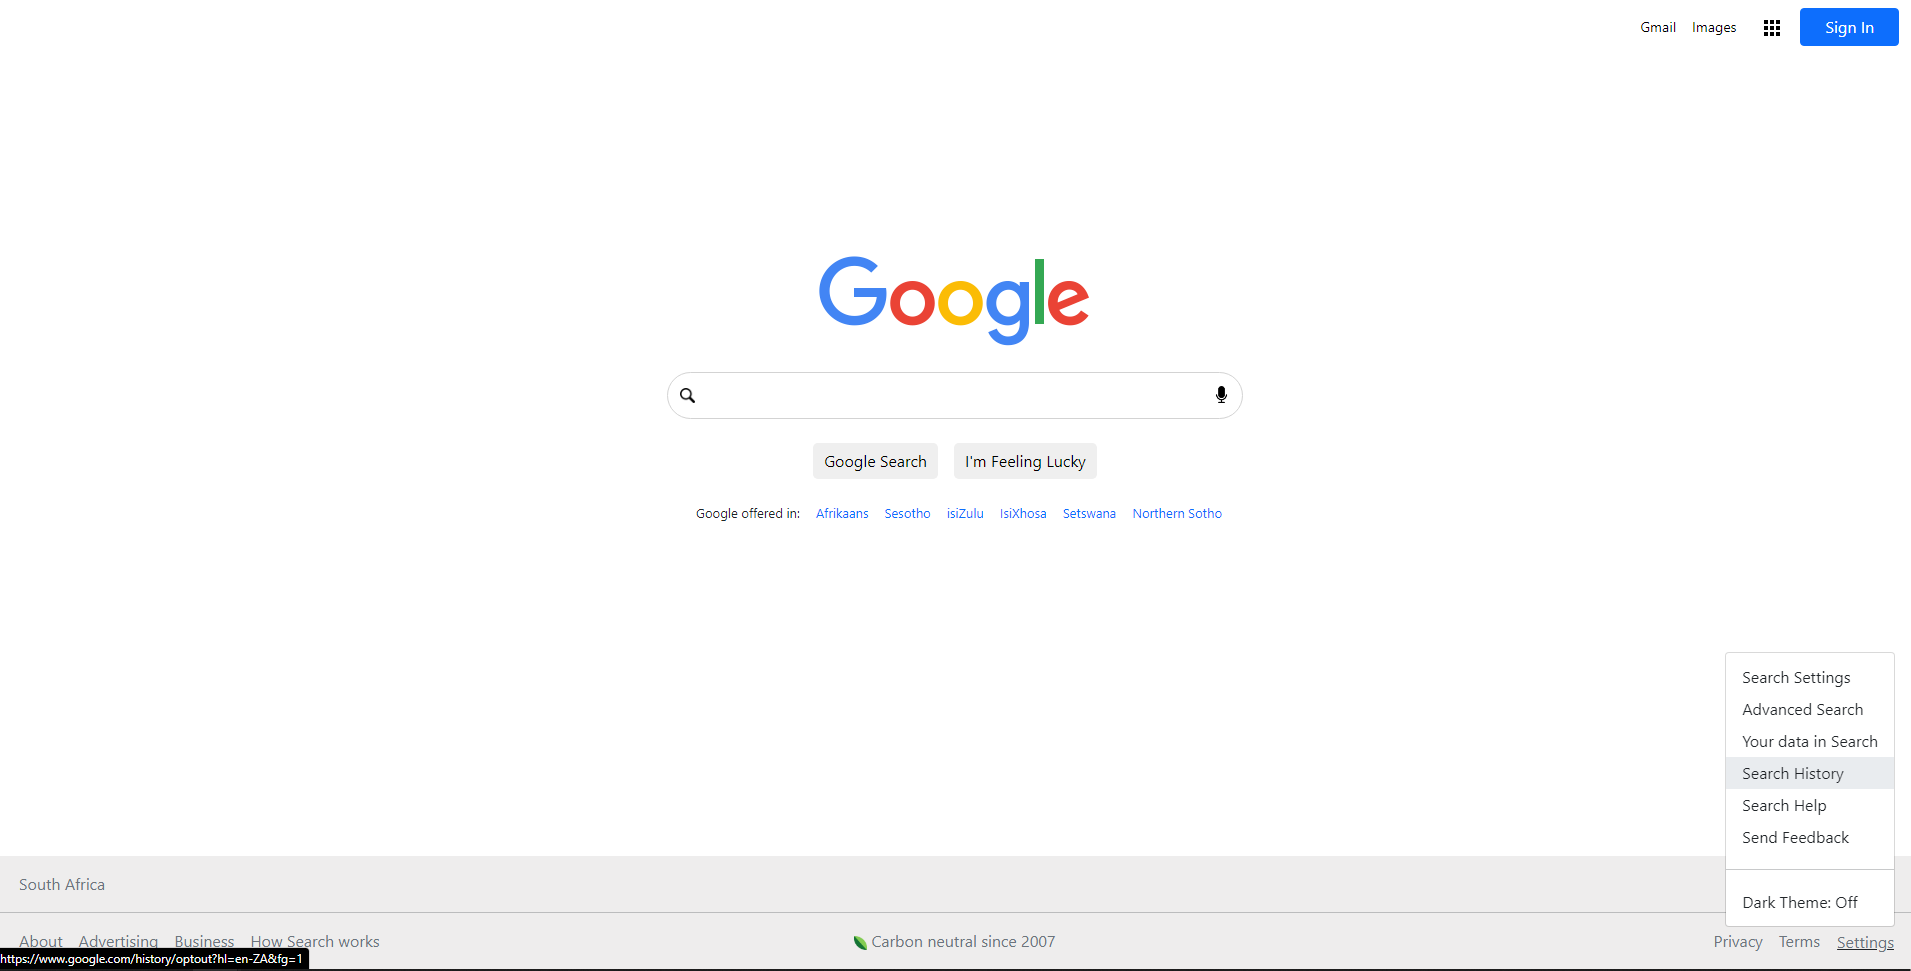 Gmail Images Sign In
Google
Google Search I'm Feeling Lucky
Google offered in: Afrikaans Sesotho isiZulu IsiXhosa Setswana Northern Sotho
Search Settings
Advanced Search
Your data in Search
Search History
Search Help
Send Feedback
Dark Theme: Off
South Africa
About Advertising Business How Search works
Carbon neutral since 2007
Privacy Terms Settings
https://www.google.com/history/optout?hl=en-ZA&fg=1